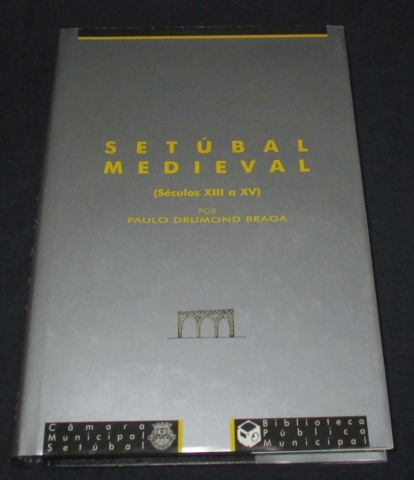 SETÚBAL
MEDIEVAL
(Séculos XIII a XV)
POR
PAULO DRUMOND BRAGA
Câmara
Municipal
Setúbal
Biblioteca
Pública
Municipal